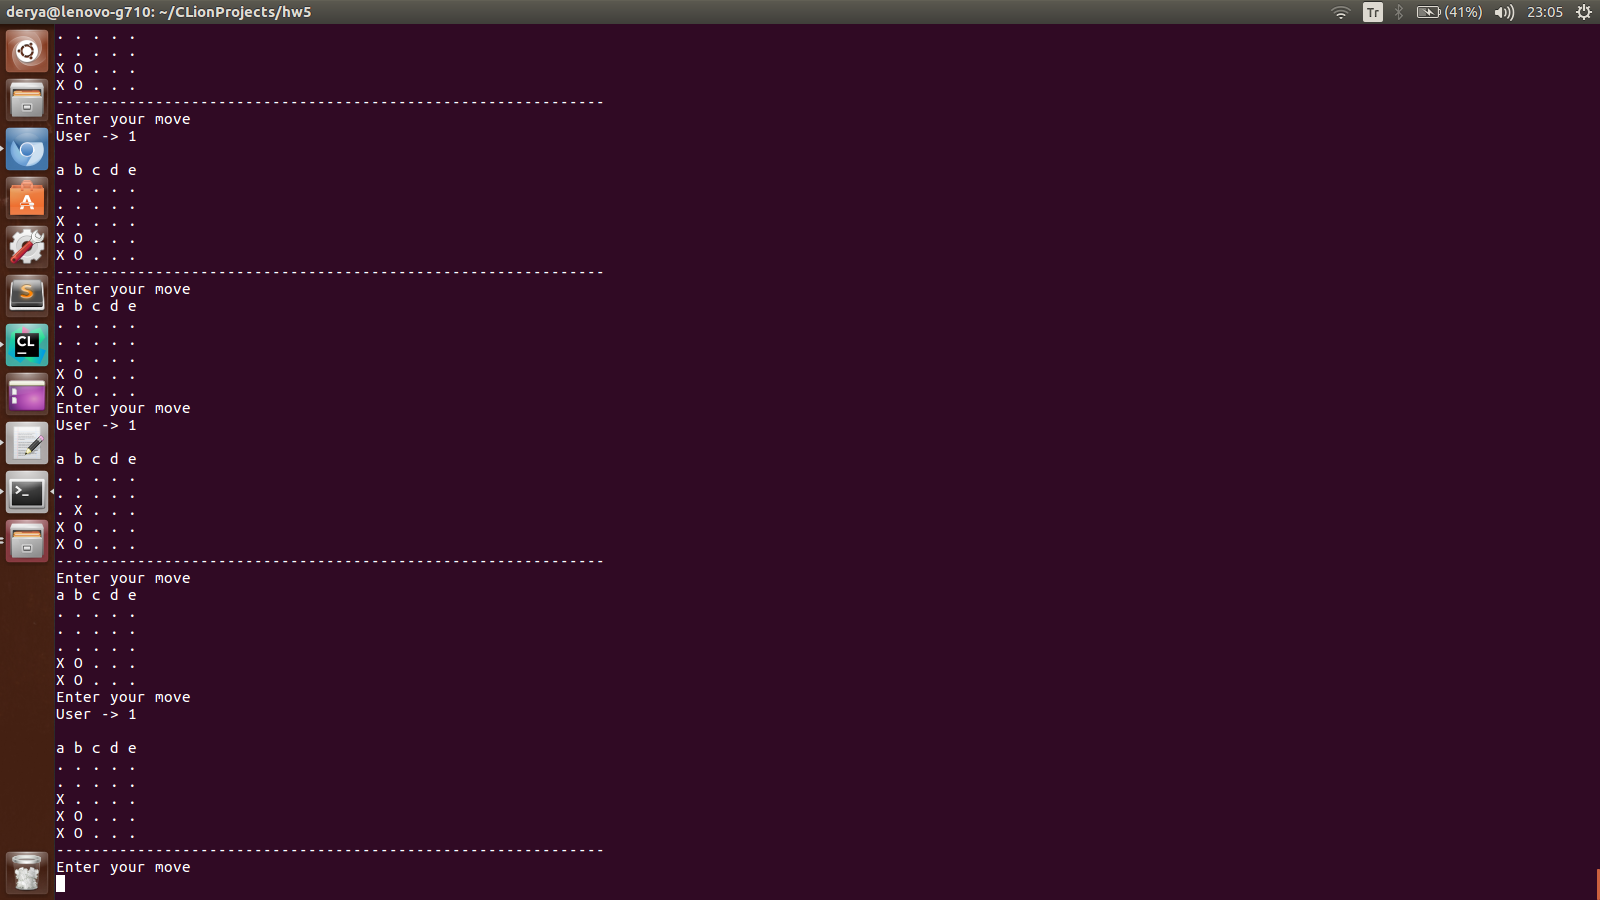 derya@lenovo-g710: ~/CLionProjects/hw5 Tr (41%) 23:05
. . . . .
. . . . .
X O . . .
X O . . .
-------------------------------------------------------------
Enter your move
User -> 1
a b c d e
. . . . .
. . . . .
X . . . .
X O . . .
X O . . .
-------------------------------------------------------------
Enter your move
a b c d e
. . . . .
. . . . .
. . . . .
X O . . .
X O . . .
Enter your move
User -> 1
a b c d e
. . . . .
. . . . .
. X . . .
X O . . .
X O . . .
-------------------------------------------------------------
Enter your move
a b c d e
. . . . .
. . . . .
. . . . .
X O . . .
X O . . .
Enter your move
User -> 1
a b c d e
. . . . .
. . . . .
X . . . .
X O . . .
X O . . .
-------------------------------------------------------------
Enter your move
A
S
CL
>_